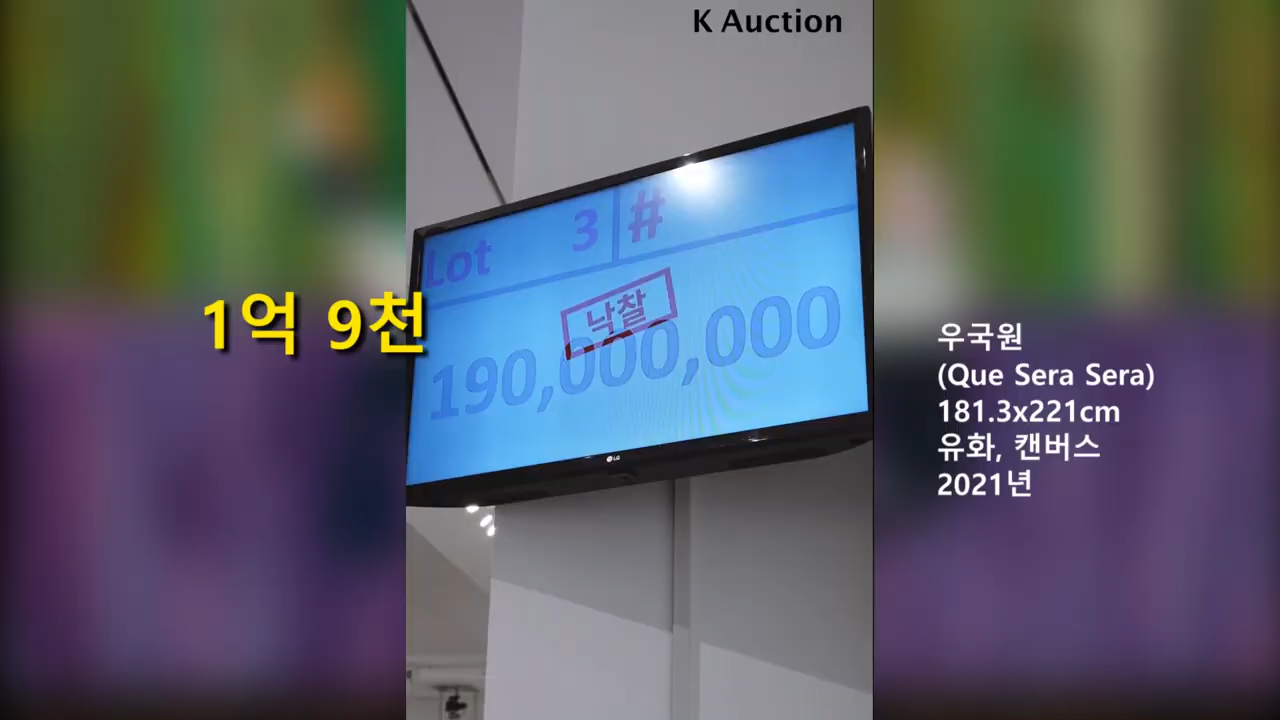 K Auction
Lot 3 #
낙찰
190,000,000
LG
1억 9천
우국원
(Que Sera Sera)
181.3x221cm
유화, 캔버스
2021년